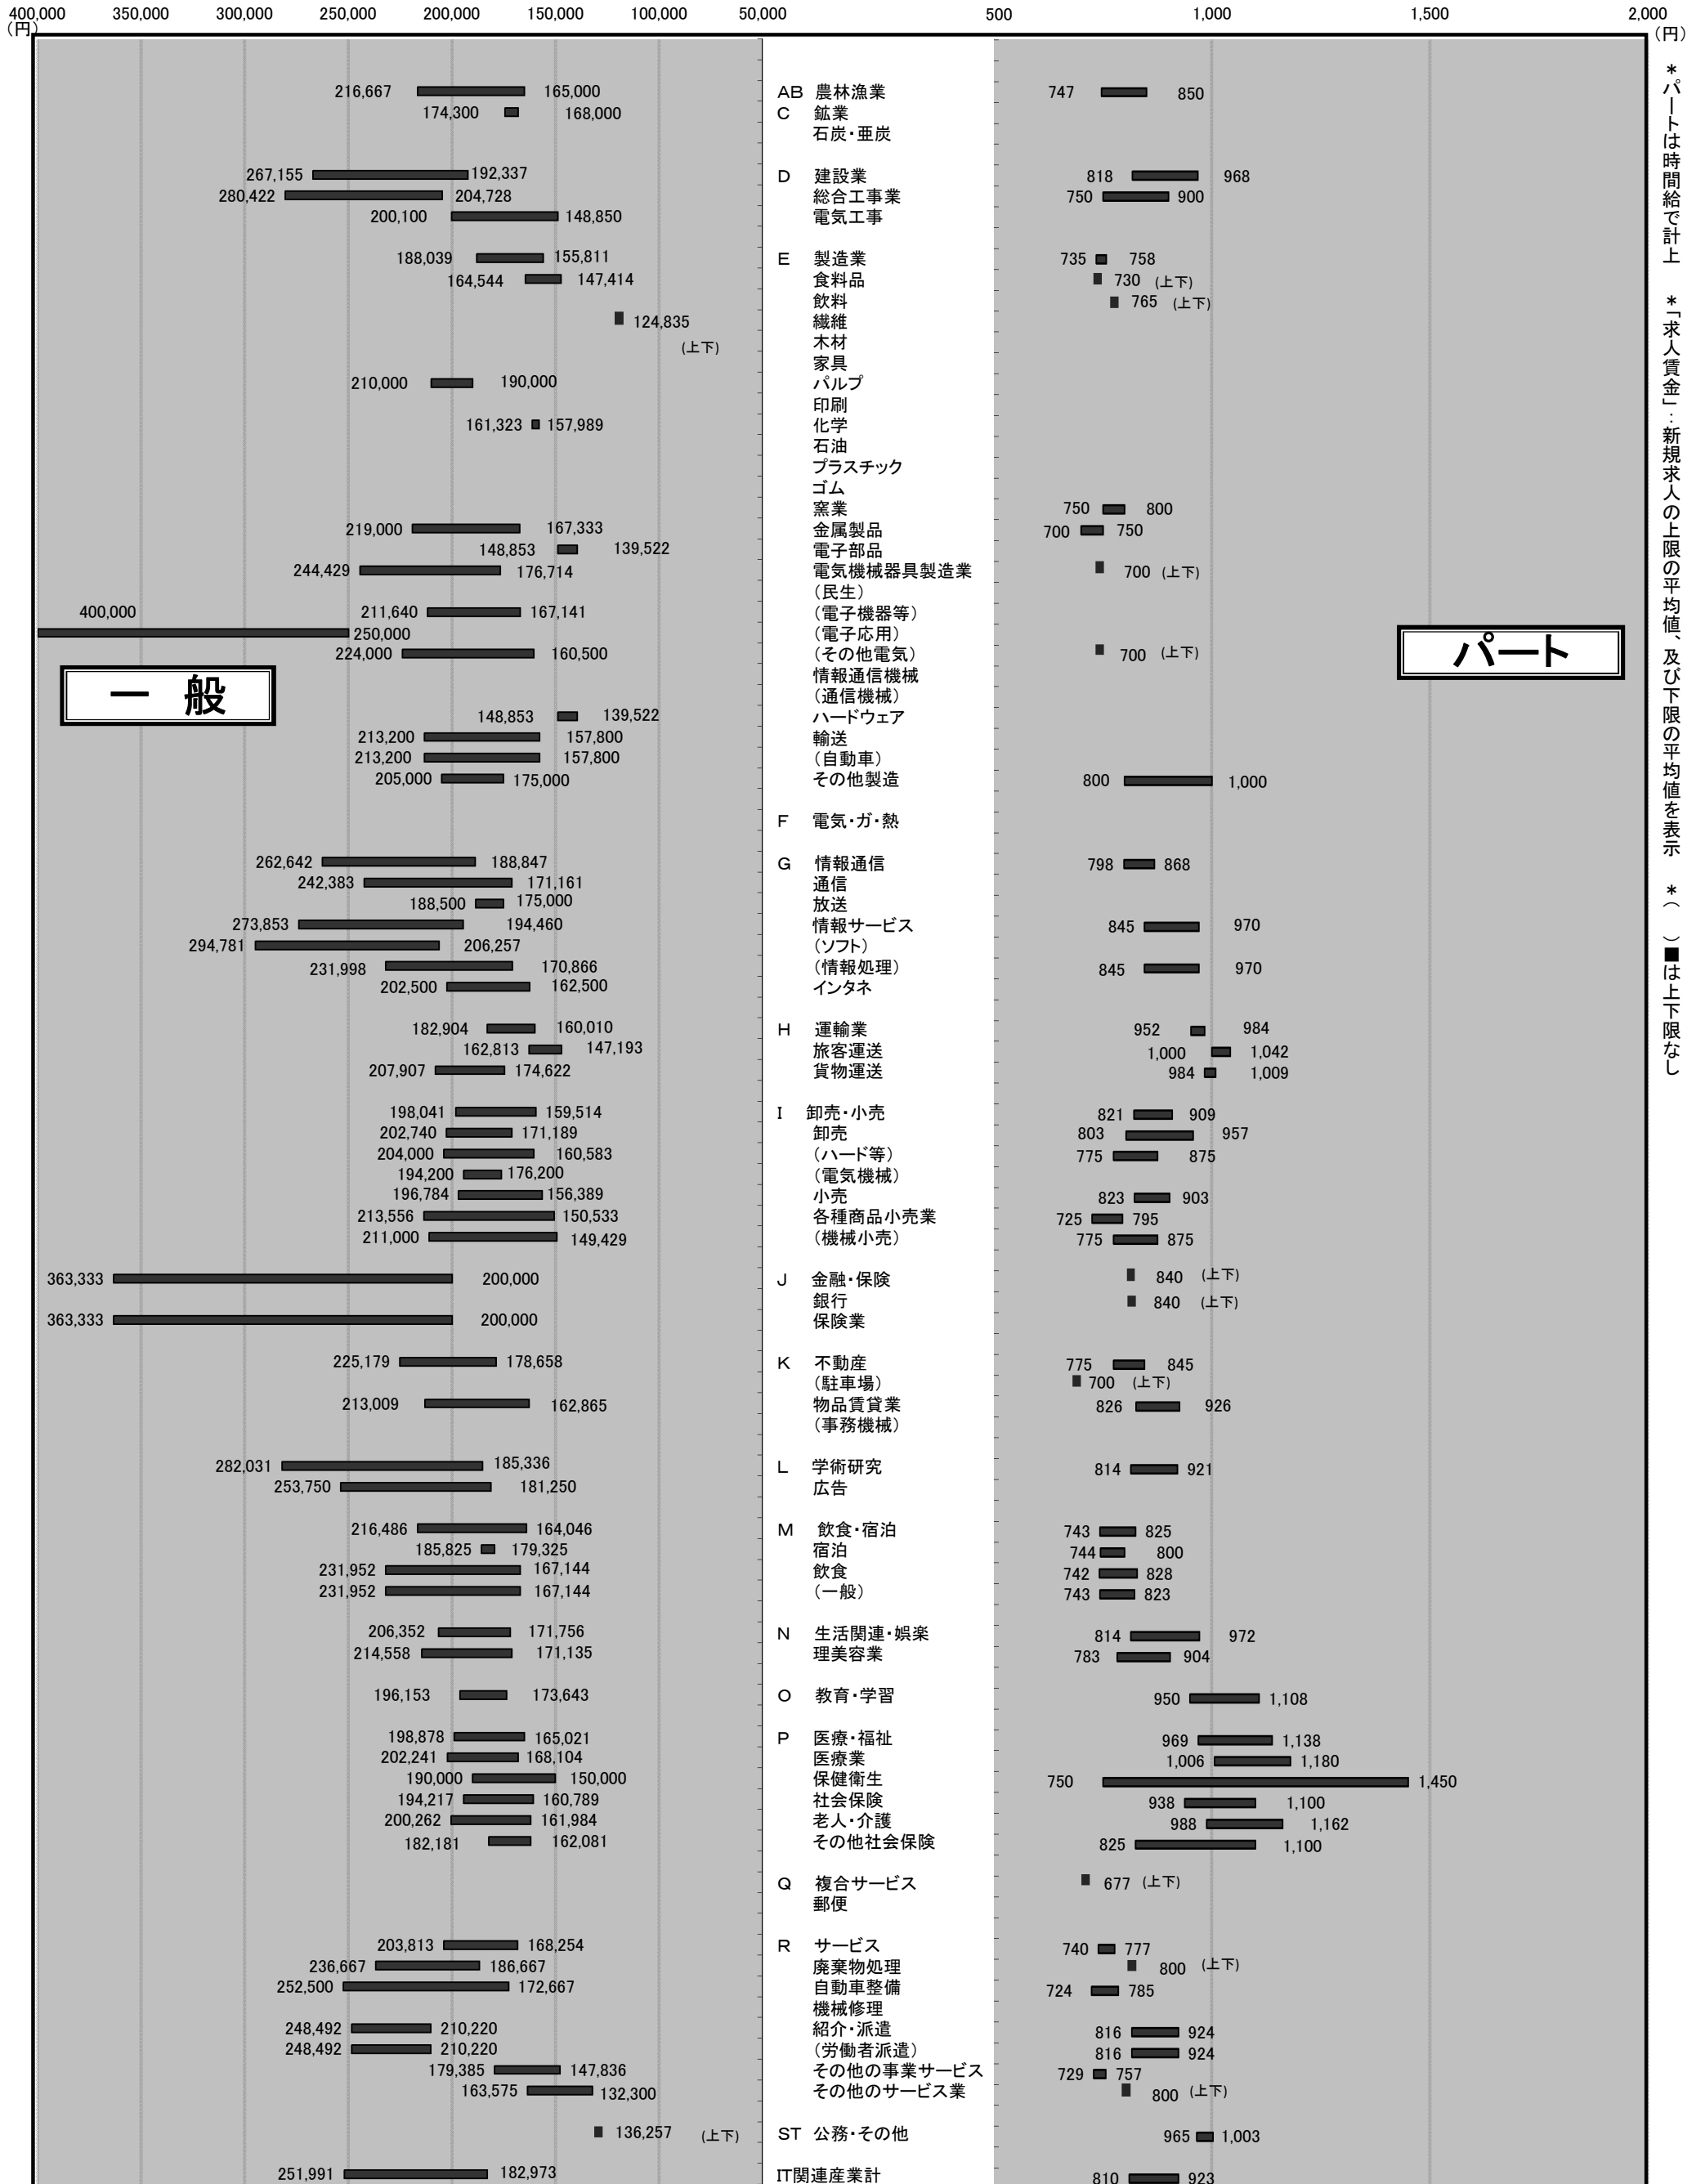 400,000 350,000 300,000 250,000 200,000 150,000 100,000 50,000 500 1,000 1,500 2,000
(円) (円)
216,667 165,000 AB 農林漁業 747 850
174,300 168,000 C 鉱業
石炭・亜炭
267,155 192,337 D 建設業 818 968
280,422 204,728 総合工事業 750 900
200,100 148,850 電気工事
188,039 155,811 E 製造業 735 758
164,544 147,414 食料品 730 (上下)
飲料 765 (上下)
124,835 繊維
(上下) 木材
家具
210,000 190,000 パルプ
印刷
161,323 157,989 化学
石油
プラスチック
ゴム
窯業 750 800
219,000 167,333 金属製品 700 750
148,853 139,522 電子部品
244,429 176,714 電気機械器具製造業 700 (上下)
(民生)
400,000 211,640 167,141 (電子機器等)
250,000 (電子応用)
224,000 160,500 (その他電気) 700 (上下)
パート
情報通信機械
一 般
(通信機械)
148,853 139,522 ハードウェア
213,200 157,800 輸送
213,200 157,800 (自動車)
205,000 175,000 その他製造 800 1,000
F 電気・ガ・熱
262,642 188,847 G 情報通信 798 868
242,383 171,161 通信
188,500 175,000 放送
273,853 194,460 情報サービス 845 970
294,781 206,257 (ソフト)
231,998 170,866 (情報処理) 845 970
202,500 162,500 インタネ
182,904 160,010 H 運輸業 952 984
162,813 147,193 旅客運送 1,000 1,042
207,907 174,622 貨物運送 984 1,009
198,041 159,514 I 卸売・小売 821 909
202,740 171,189 卸売 803 957
204,000 160,583 (ハード等) 775 875
194,200 176,200 (電気機械)
196,784 156,389 小売 823 903
213,556 150,533 各種商品小売業 725 795
211,000 149,429 (機械小売) 775 875
363,333 200,000 J 金融・保険 840 (上下)
銀行 840 (上下)
363,333 200,000 保険業
225,179 178,658 K 不動産 775 845
(駐車場) 700 (上下)
213,009 162,865 物品賃貸業 826 926
(事務機械)
282,031 185,336 L 学術研究 814 921
253,750 181,250 広告
216,486 164,046 M 飲食・宿泊 743 825
185,825 179,325 宿泊 744 800
231,952 167,144 飲食 742 828
231,952 167,144 (一般) 743 823
206,352 171,756 N 生活関連・娯楽 814 972
214,558 171,135 理美容業 783 904
196,153 173,643 O 教育・学習 950 1,108
198,878 165,021 P 医療・福祉 969 1,138
202,241 168,104 医療業 1,006 1,180
190,000 150,000 保健衛生 750 1,450
194,217 160,789 社会保険 938 1,100
200,262 161,984 老人・介護 988 1,162
182,181 162,081 その他社会保険 825 1,100
Q 複合サービス 677 (上下)
郵便
203,813 168,254 R サービス 740 777
236,667 186,667 廃棄物処理 800 (上下)
252,500 172,667 自動車整備 724 785
機械修理
248,492 210,220 紹介・派遣 816 924
248,492 210,220 (労働者派遣) 816 924
179,385 147,836 その他の事業サービス 729 757
163,575 132,300 その他のサービス業 800 (上下)
136,257 (上下) ST 公務・その他 965 1,003
251,991 182,973 IT関連産業計 810 923
*パートは時間給で計上 *「求人賃金」:新規求人の上限の平均値、及び下限の平均値を表示 *( )■は上下限なし